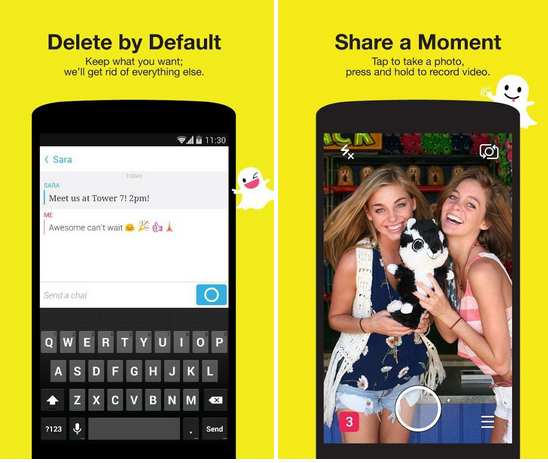 Delete by Default
Keep what you want;
we'll get rid of everything else.
11:30
Sara
TODAY
SARA
Meet us at Tower 7! 2pm!
ME
Awesome can't wait
Send a chat
Q W E R T Y U I O P
A S D F G H J K L
Z X C V B N M
?123 . Send
Share a Moment
Tap to take a photo,
press and hold to record video.
3